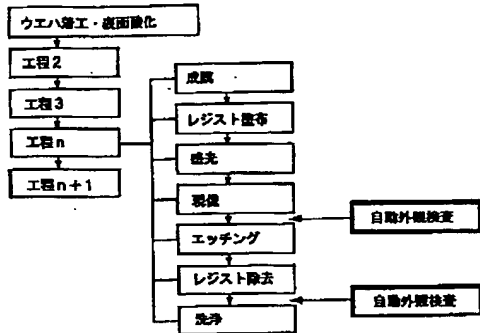 ウエハ着工・表面酸化
工程2
工程3
工程n
工程n+1
成膜
レジスト塗布
感光
現像
エッチング
レジスト除去
洗浄
自動外観検査
自動外観検査